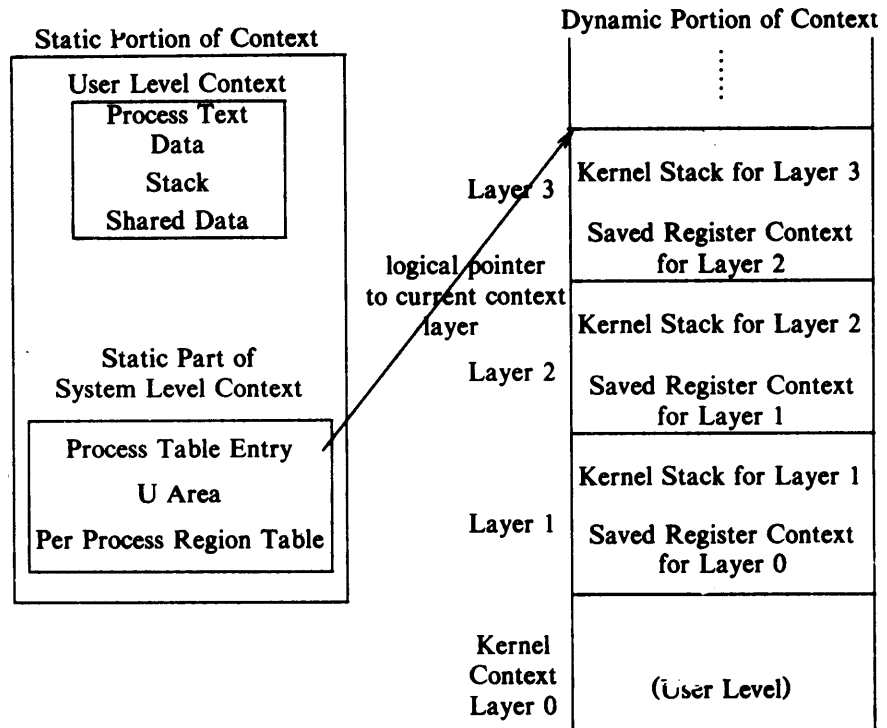 Static Portion of Context
User Level Context
Process Text
Data
Stack
Shared Data
Static Part of
System Level Context
Process Table Entry
U Area
Per Process Region Table
logical pointer
to current context
layer
Dynamic Portion of Context
Layer 3
Kernel Stack for Layer 3
Saved Register Context
for Layer 2
Layer 2
Kernel Stack for Layer 2
Saved Register Context
for Layer 1
Layer 1
Kernel Stack for Layer 1
Saved Register Context
for Layer 0
Kernel
Context
Layer 0
(User Level)